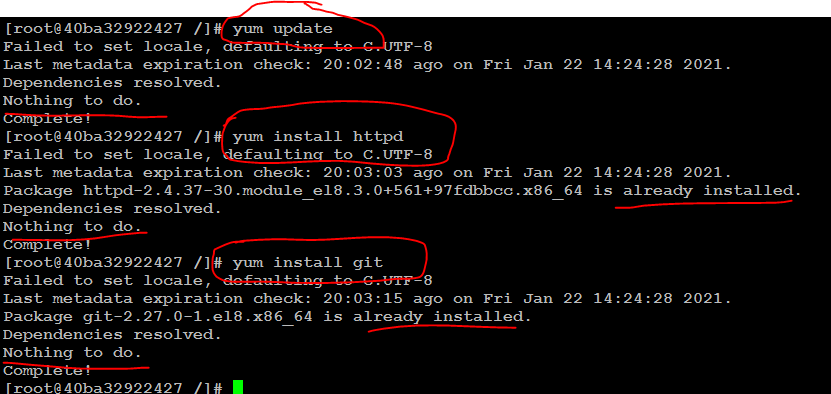 [root@40ba32922427 /]# yum update
Failed to set locale, defaulting to C.UTF-8
Last metadata expiration check: 20:02:48 ago on Fri Jan 22 14:24:28 2021.
Dependencies resolved.
Nothing to do.
Complete!
[root@40ba32922427 /]# yum install httpd
Failed to set locale, defaulting to C.UTF-8
Last metadata expiration check: 20:03:03 ago on Fri Jan 22 14:24:28 2021.
Package httpd-2.4.37-30.module_el8.3.0+561+97fdbbcc.x86_64 is already installed.
Dependencies resolved.
Nothing to do.
Complete!
[root@40ba32922427 /]# yum install git
Failed to set locale, defaulting to C.UTF-8
Last metadata expiration check: 20:03:15 ago on Fri Jan 22 14:24:28 2021.
Package git-2.27.0-1.el8.x86_64 is already installed.
Dependencies resolved.
Nothing to do.
Complete!
[root@40ba32922427 /]#